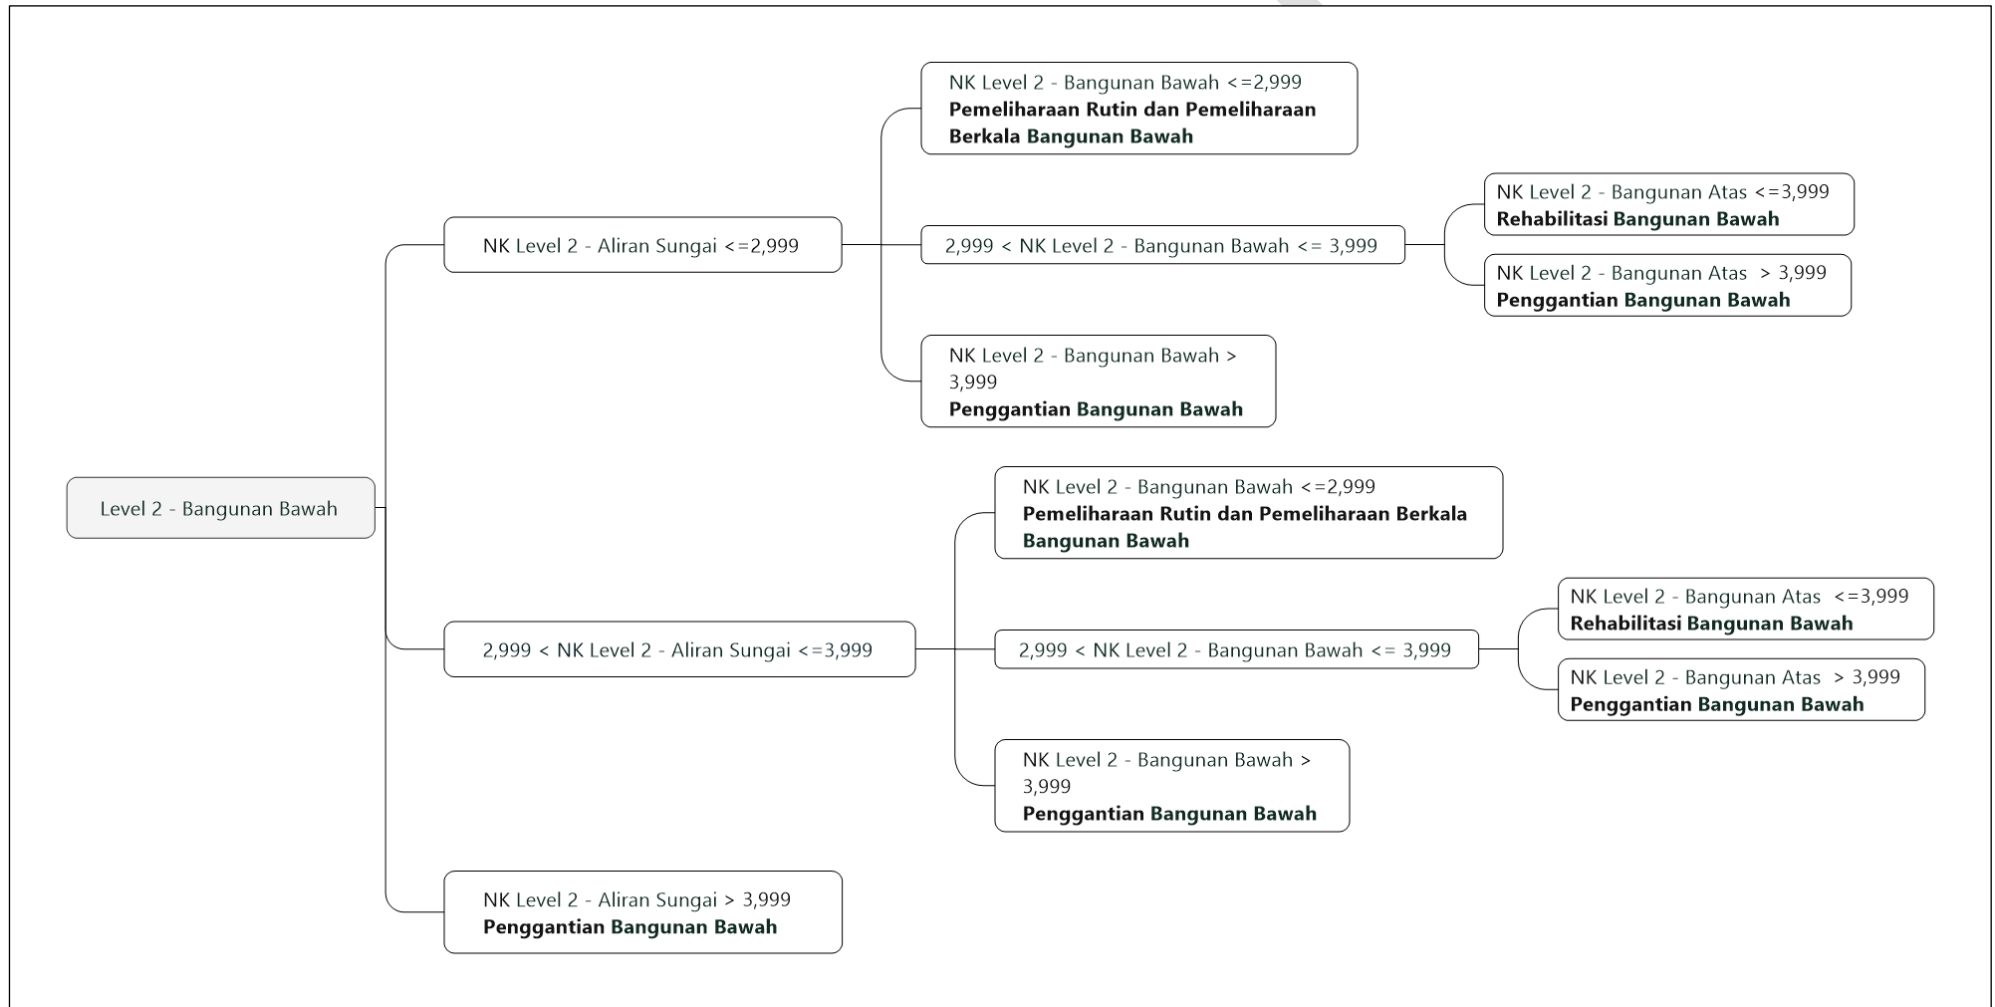 Level 2 - Bangunan Bawah
NK Level 2 - Aliran Sungai <=2,999
NK Level 2 - Bangunan Bawah <=2,999
Pemeliharaan Rutin dan Pemeliharaan
Berkala Bangunan Bawah
2,999 < NK Level 2 - Bangunan Bawah <= 3,999
NK Level 2 - Bangunan Atas <=3,999
Rehabilitasi Bangunan Bawah
NK Level 2 - Bangunan Atas > 3,999
Penggantian Bangunan Bawah
NK Level 2 - Bangunan Bawah >
3,999
Penggantian Bangunan Bawah
2,999 < NK Level 2 - Aliran Sungai <=3,999
NK Level 2 - Bangunan Bawah <=2,999
Pemeliharaan Rutin dan Pemeliharaan Berkala
Bangunan Bawah
2,999 < NK Level 2 - Bangunan Bawah <= 3,999
NK Level 2 - Bangunan Atas <=3,999
Rehabilitasi Bangunan Bawah
NK Level 2 - Bangunan Atas > 3,999
Penggantian Bangunan Bawah
NK Level 2 - Bangunan Bawah >
3,999
Penggantian Bangunan Bawah
NK Level 2 - Aliran Sungai > 3,999
Penggantian Bangunan Bawah